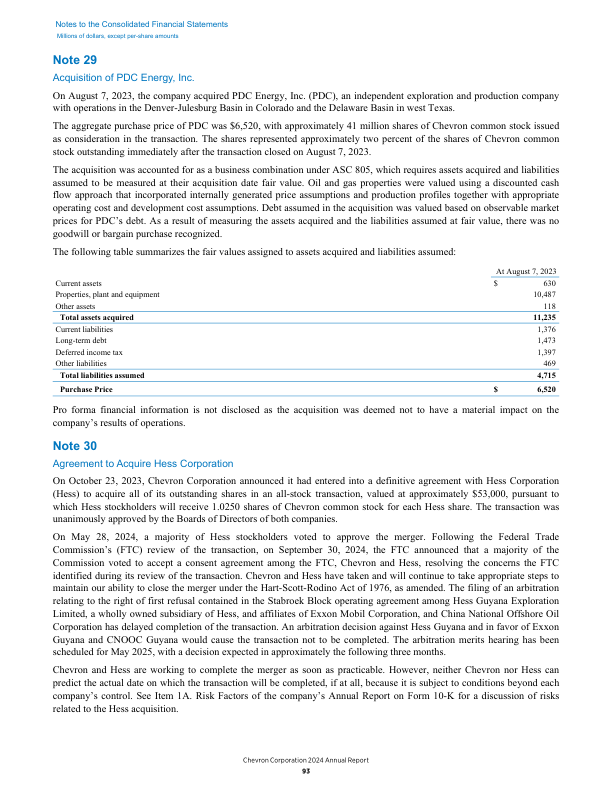 Notes to the Consolidated Financial Statements
Millions of dollars, except per-share amounts
Note 29
Acquisition of PDC Energy, Inc.
On August 7, 2023, the company acquired PDC Energy, Inc. (PDC), an independent exploration and production company
with operations in the Denver-Julesburg Basin in Colorado and the Delaware Basin in west Texas.
The aggregate purchase price of PDC was $6,520, with approximately 41 million shares of Chevron common stock issued
as consideration in the transaction. The shares represented approximately two percent of the shares of Chevron common
stock outstanding immediately after the transaction closed on August 7, 2023.
The acquisition was accounted for as a business combination under ASC 805, which requires assets acquired and liabilities
assumed to be measured at their acquisition date fair value. Oil and gas properties were valued using a discounted cash
flow approach that incorporated internally generated price assumptions and production profiles together with appropriate
operating cost and development cost assumptions. Debt assumed in the acquisition was valued based on observable market
prices for PDC's debt. As a result of measuring the assets acquired and the liabilities assumed at fair value, there was no
goodwill or bargain purchase recognized.
The following table summarizes the fair values assigned to assets acquired and liabilities assumed:
At August 7, 2023
Current assets $ 630
Properties, plant and equipment 10,487
Other assets 118
Total assets acquired 11,235
Current liabilities 1,376
Long-term debt 1,473
Deferred income tax 1,397
Other liabilities 469
Total liabilities assumed 4,715
Purchase Price $ 6,520
Pro forma financial information is not disclosed as the acquisition was deemed not to have a material impact on the
company's results of operations.
Note 30
Agreement to Acquire Hess Corporation
On October 23, 2023, Chevron Corporation announced it had entered into a definitive agreement with Hess Corporation
(Hess) to acquire all of its outstanding shares in an all-stock transaction, valued at approximately $53,000, pursuant to
which Hess stockholders will receive 1.0250 shares of Chevron common stock for each Hess share. The transaction was
unanimously approved by the Boards of Directors of both companies.
On May 28, 2024, a majority of Hess stockholders voted to approve the merger. Following the Federal Trade
Commission's (FTC) review of the transaction, on September 30, 2024, the FTC announced that a majority of the
Commission voted to accept a consent agreement among the FTC, Chevron and Hess, resolving the concerns the FTC
identified during its review of the transaction. Chevron and Hess have taken and will continue to take appropriate steps to
maintain our ability to close the merger under the Hart-Scott-Rodino Act of 1976, as amended. The filing of an arbitration
relating to the right of first refusal contained in the Stabroek Block operating agreement among Hess Guyana Exploration
Limited, a wholly owned subsidiary of Hess, and affiliates of Exxon Mobil Corporation, and China National Offshore Oil
Corporation has delayed completion of the transaction. An arbitration decision against Hess Guyana and in favor of Exxon
Guyana and CNOOC Guyana would cause the transaction not to be completed. The arbitration merits hearing has been
scheduled for May 2025, with a decision expected in approximately the following three months.
Chevron and Hess are working to complete the merger as soon as practicable. However, neither Chevron nor Hess can
predict the actual date on which the transaction will be completed, if at all, because it is subject to conditions beyond each
company's control. See Item 1A. Risk Factors of the company's Annual Report on Form 10-K for a discussion of risks
related to the Hess acquisition.
Chevron Corporation 2024 Annual Report
93